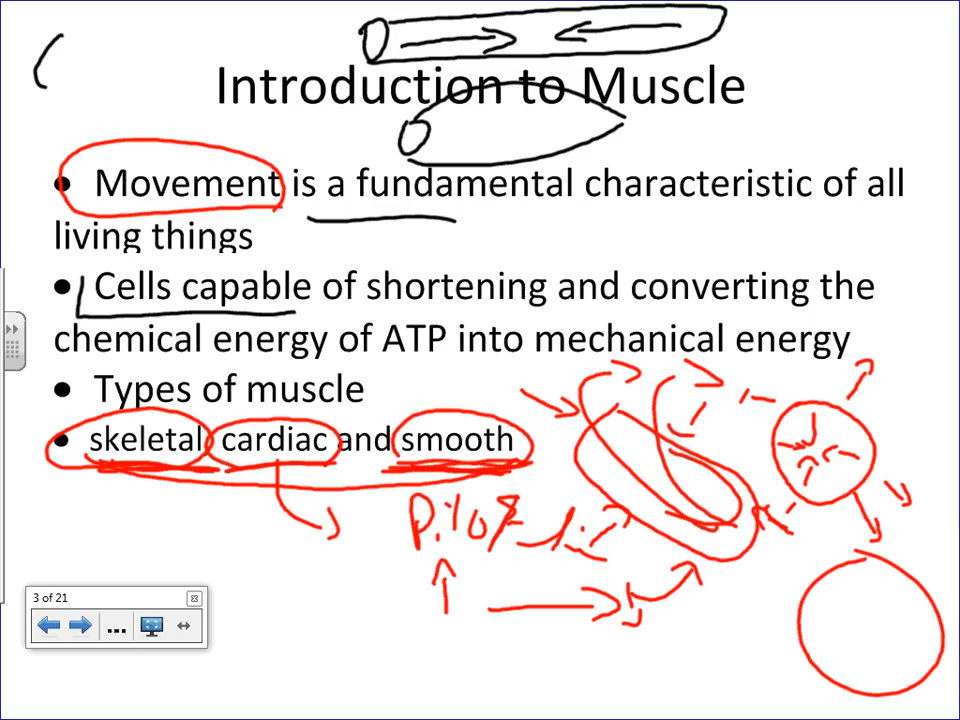 Introduction to Muscle
• Movement is a fundamental characteristic of all
living things
• Cells capable of shortening and converting the
chemical energy of ATP into mechanical energy
• Types of muscle
• skeletal cardiac and smooth
3 of 21
...